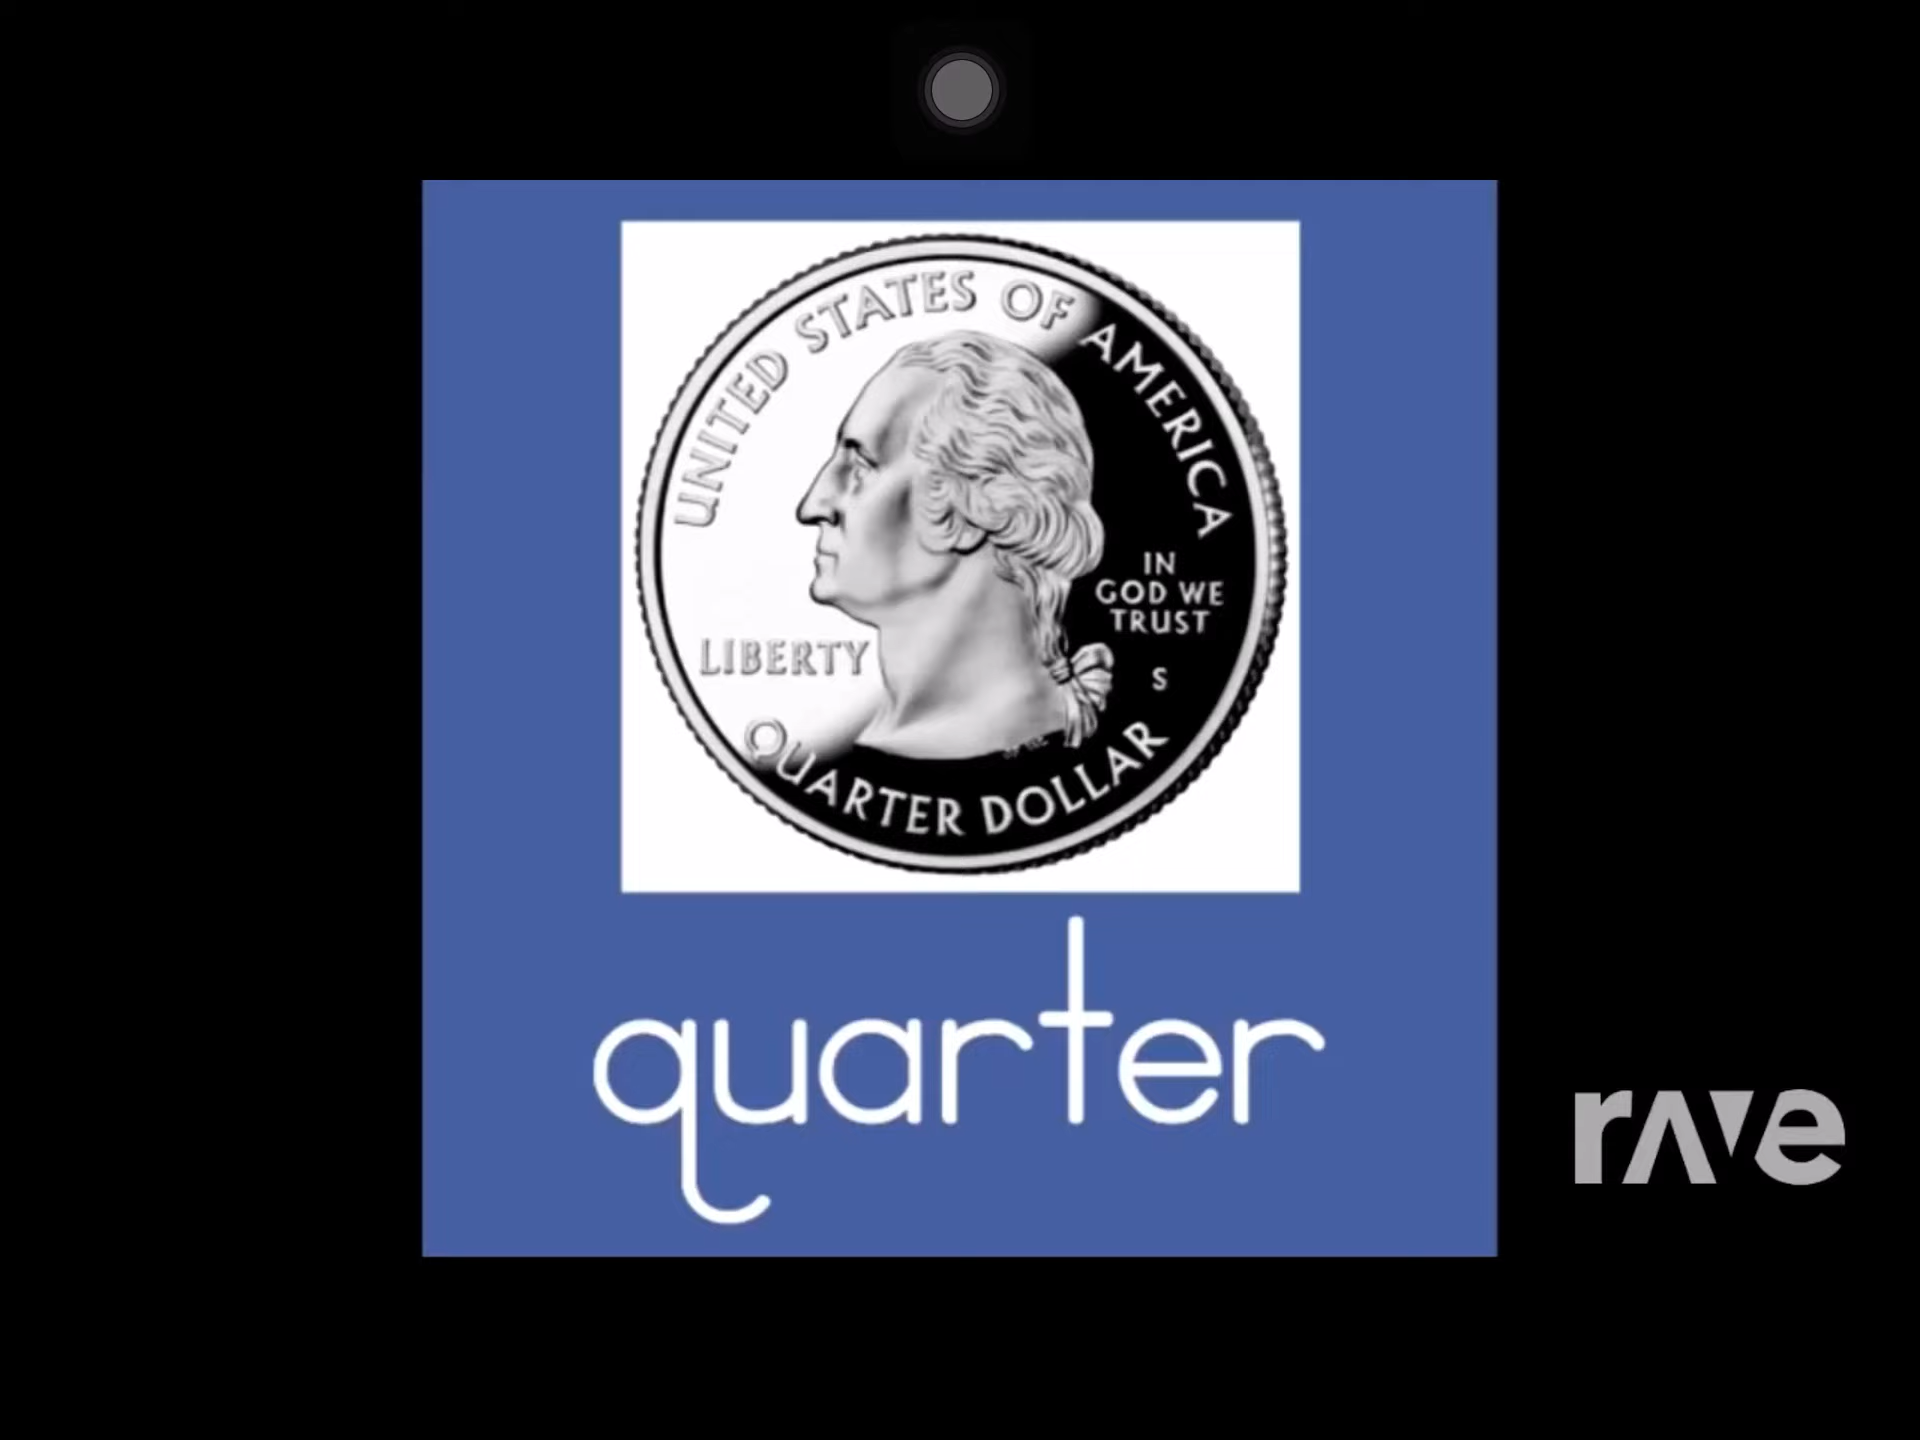 UNITED STATES OF AMERICA
IN
GOD WE
TRUST
LIBERTY
S
QUARTER DOLLAR
quarter
rave